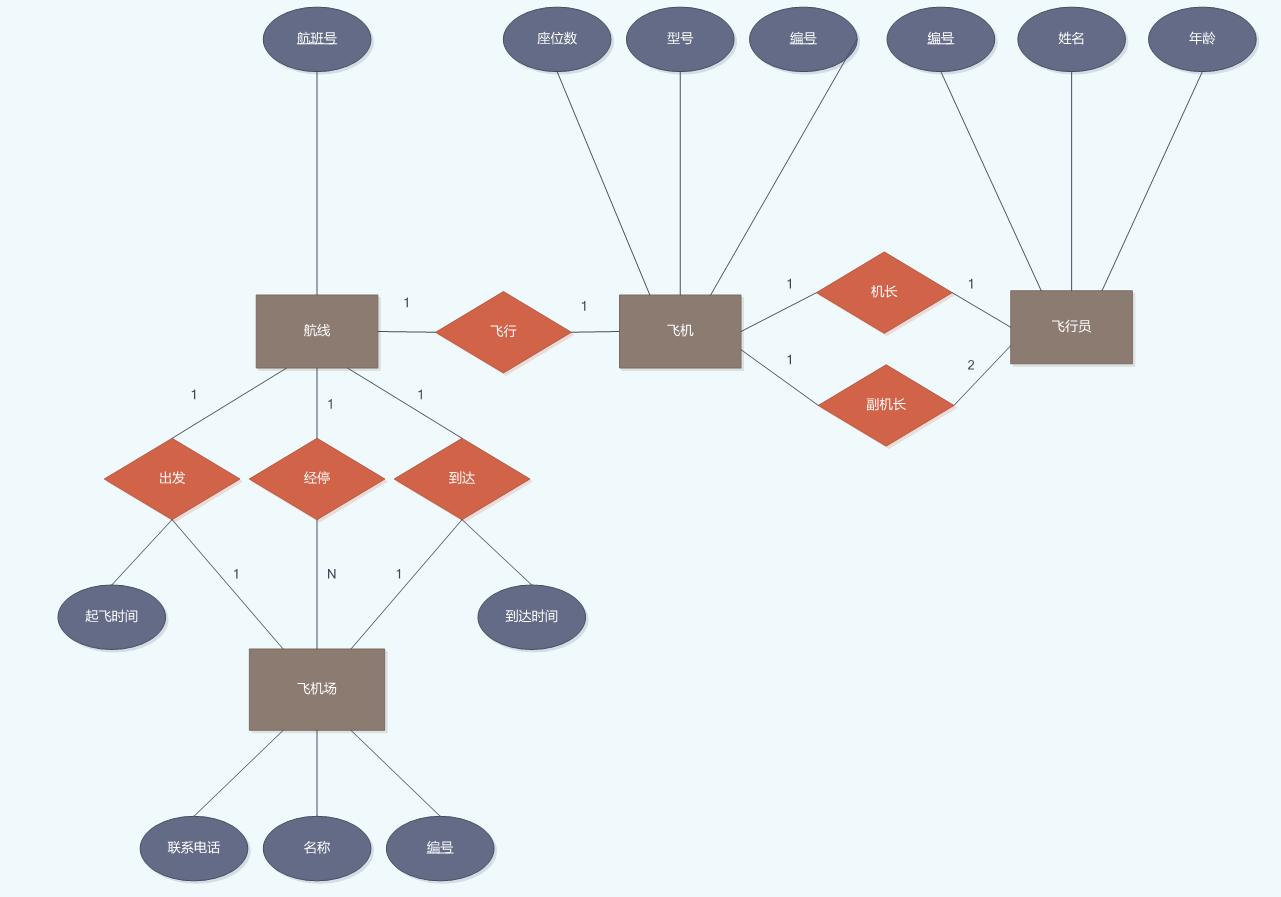 航班号
座位数
型号
编号
编号
姓名
年龄
机长
1
1
1
1
航线
飞行
飞机
飞行员
1
2
副机长
1
1
1
出发
经停
到达
1
N
1
起飞时间
到达时间
飞机场
联系电话
名称
编号